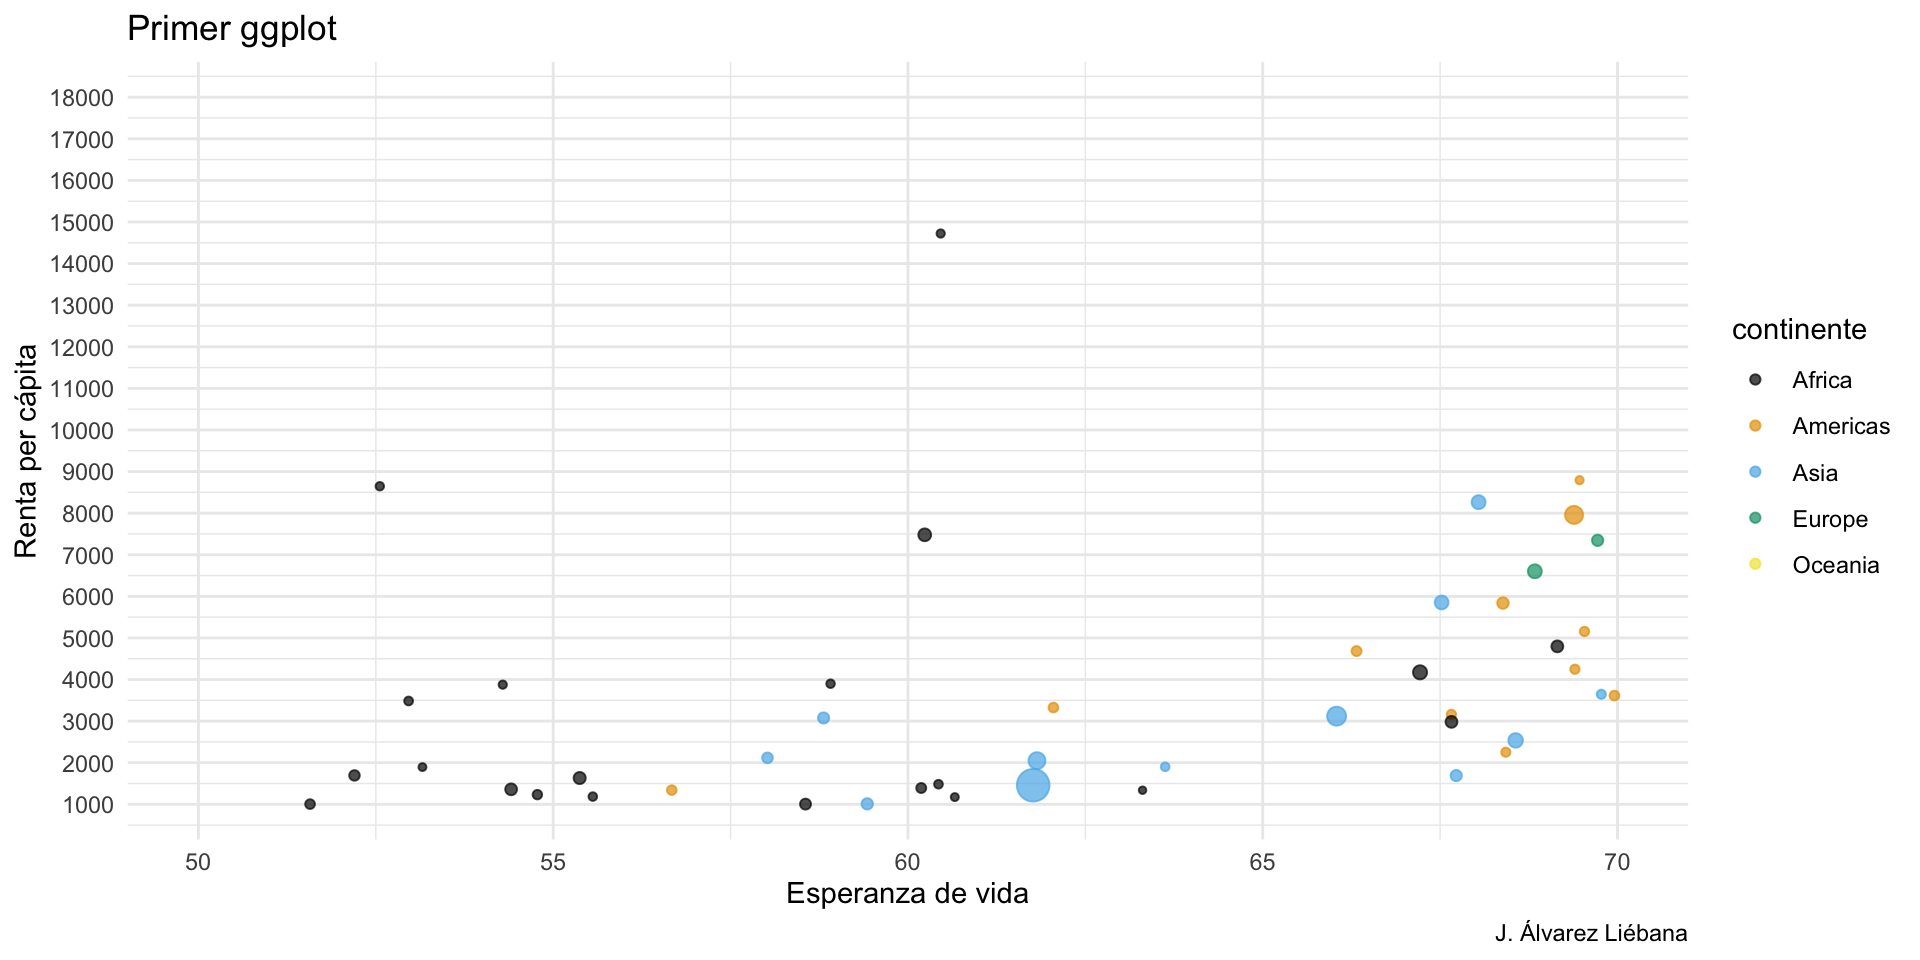 Primer ggplot
Renta per cápita
18000
17000
16000
15000
14000
13000
12000
11000
10000
9000
8000
7000
6000
5000
4000
3000
2000
1000
50 55 60 65 70
Esperanza de vida
continente
Africa
Americas
Asia
Europe
Oceania
J. Álvarez Liébana